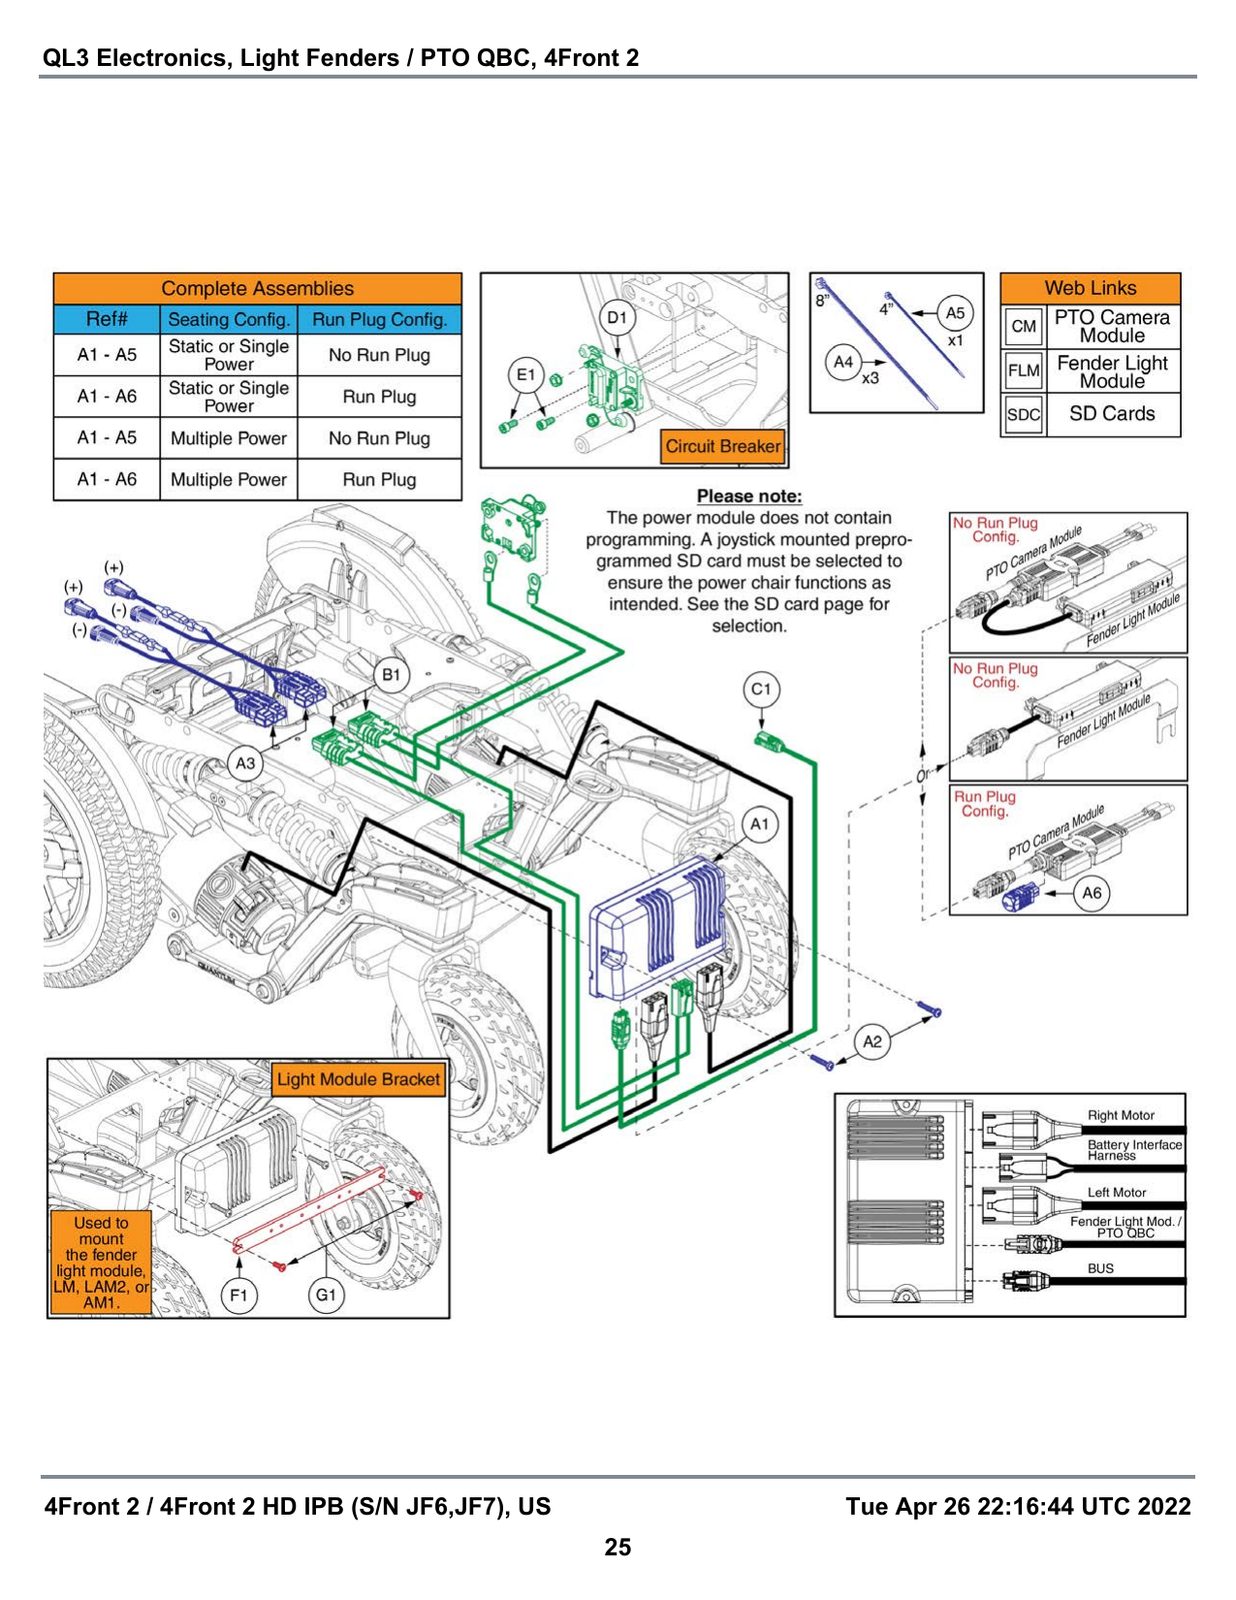 QL3 Electronics, Light Fenders / PTO QBC, 4Front 2
Complete Assemblies
Ref# Seating Config. Run Plug Config.
A1 - A5 Static or Single Power No Run Plug
A1 - A6 Static or Single Power Run Plug
A1 - A5 Multiple Power No Run Plug
A1 - A6 Multiple Power Run Plug
D1
E1
Circuit Breaker
8"
4"
A5
x1
A4
x3
Web Links
CM PTO Camera Module
FLM Fender Light Module
SDC SD Cards
Please note:
The power module does not contain
programming. A joystick mounted prepro-
grammed SD card must be selected to
ensure the power chair functions as
intended. See the SD card page for
selection.
No Run Plug
Config.
PTO Camera Module
Fender Light Module
No Run Plug
Config.
Fender Light Module
Or
Run Plug
Config.
PTO Camera Module
A6
(+)
(+)
(-)
(-)
B1
A3
C1
A1
A2
QUANTUM
Light Module Bracket
Used to
mount
the fender
light module,
LM, LAM2, or
AM1.
F1
G1
Right Motor
Battery Interface
Harness
Left Motor
Fender Light Mod. /
PTO QBC
BUS
4Front 2 / 4Front 2 HD IPB (S/N JF6,JF7), US
Tue Apr 26 22:16:44 UTC 2022
25